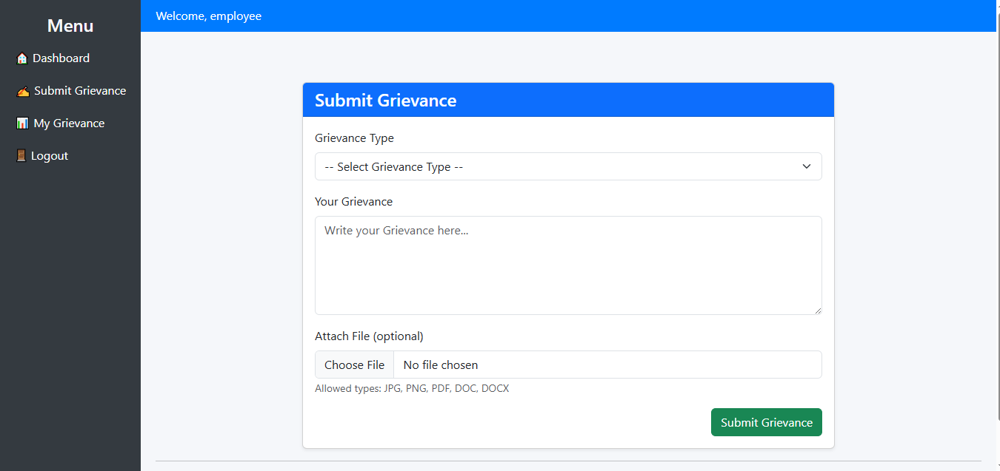 Menu
Dashboard
Submit Grievance
My Grievance
Logout
Welcome, employee
Submit Grievance
Grievance Type
-- Select Grievance Type --
Your Grievance
Write your Grievance here...
Attach File (optional)
Choose File No file chosen
Allowed types: JPG, PNG, PDF, DOC, DOCX
Submit Grievance